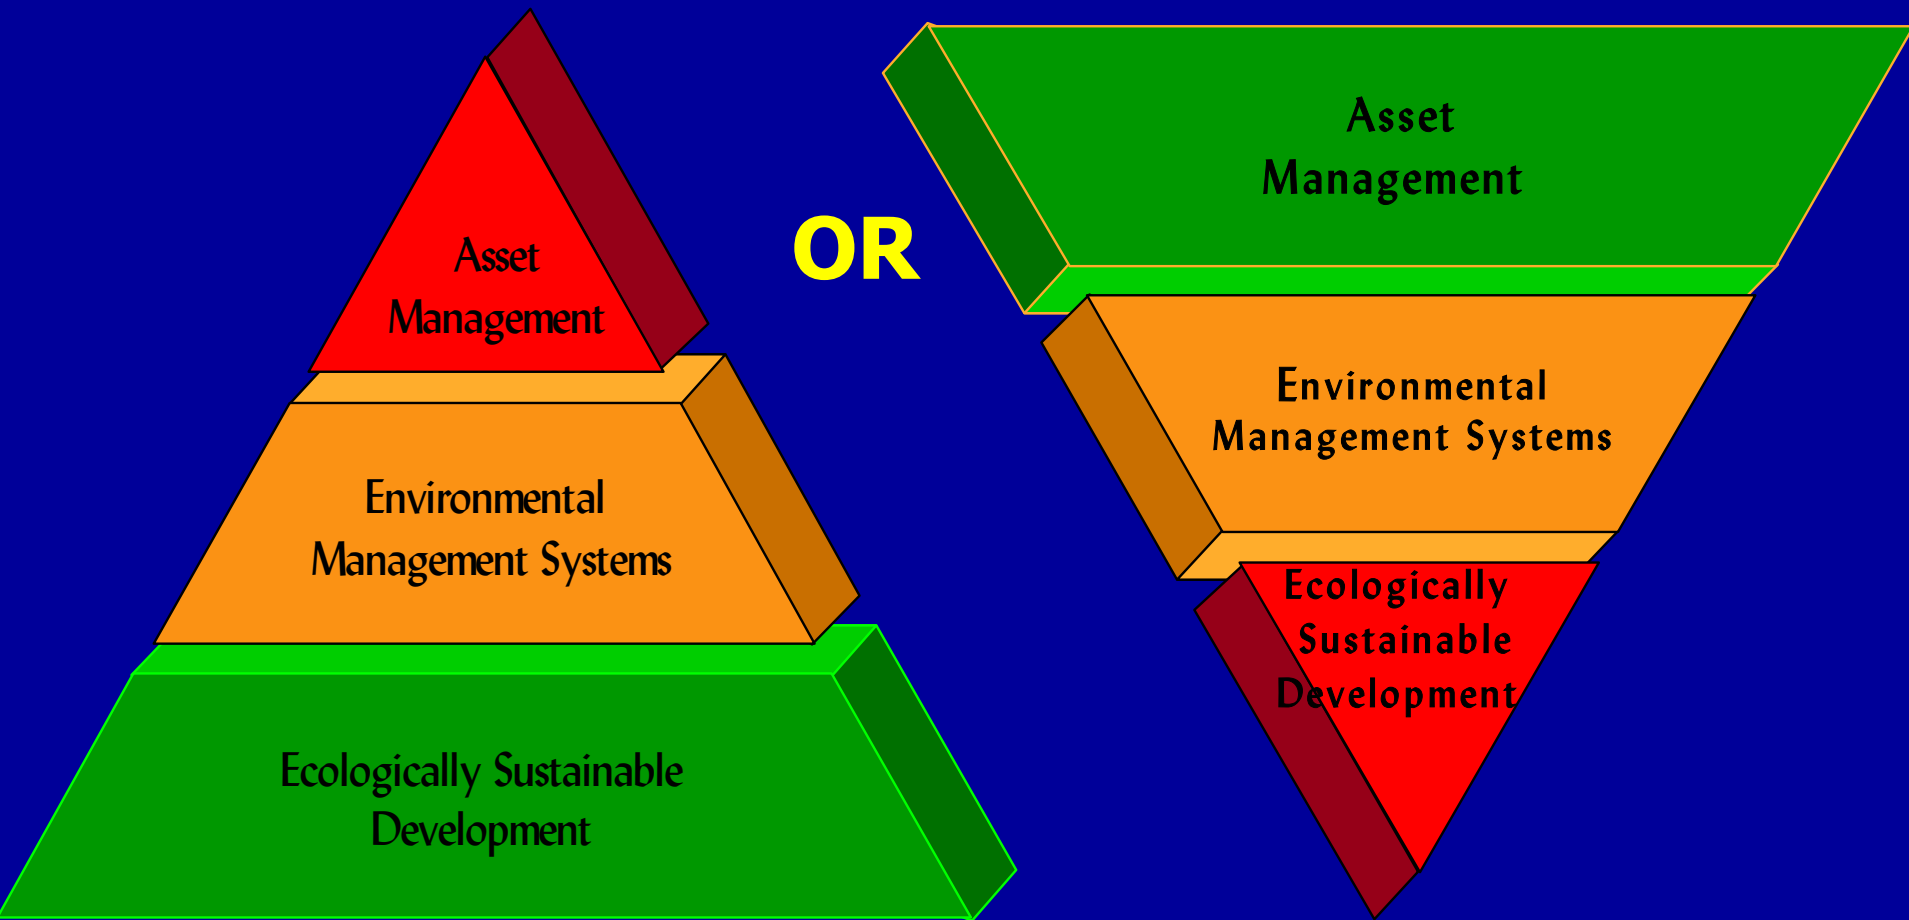 Asset
Management
Environmental
Management Systems
Ecologically Sustainable
Development
OR
Asset
Management
Environmental
Management Systems
Ecologically
Sustainable
Development